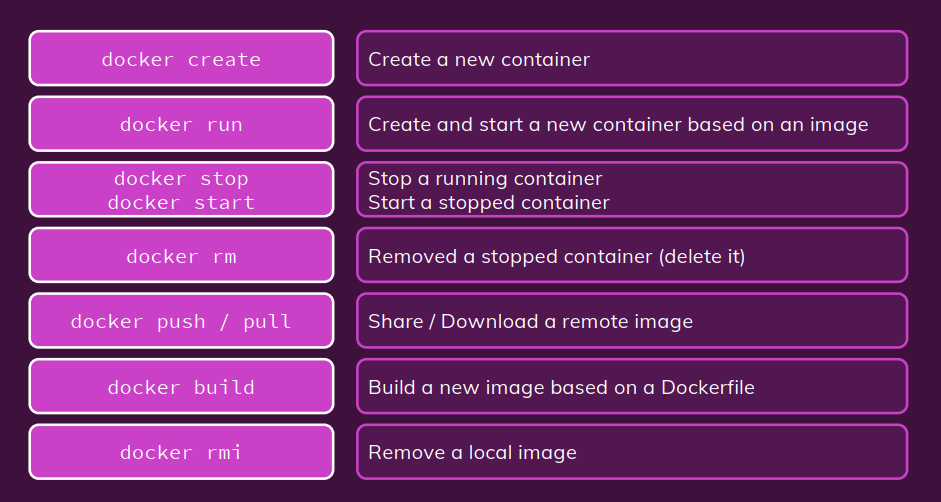 docker create
Create a new container
docker run
Create and start a new container based on an image
docker stop
docker start
Stop a running container
Start a stopped container
docker rm
Removed a stopped container (delete it)
docker push / pull
Share / Download a remote image
docker build
Build a new image based on a Dockerfile
docker rmi
Remove a local image